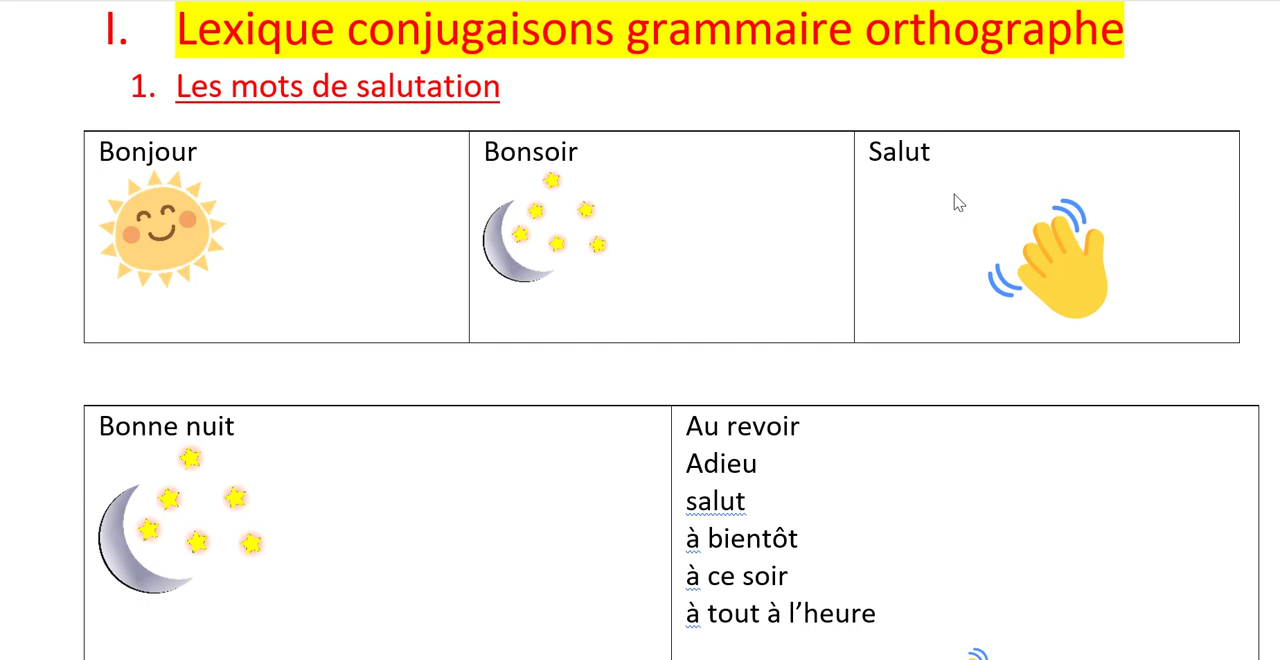 I. Lexique conjugaisons grammaire orthographe
1. Les mots de salutation
Bonjour
Bonsoir
Salut
Bonne nuit
Au revoir
Adieu
salut
à bientôt
à ce soir
à tout à l’heure